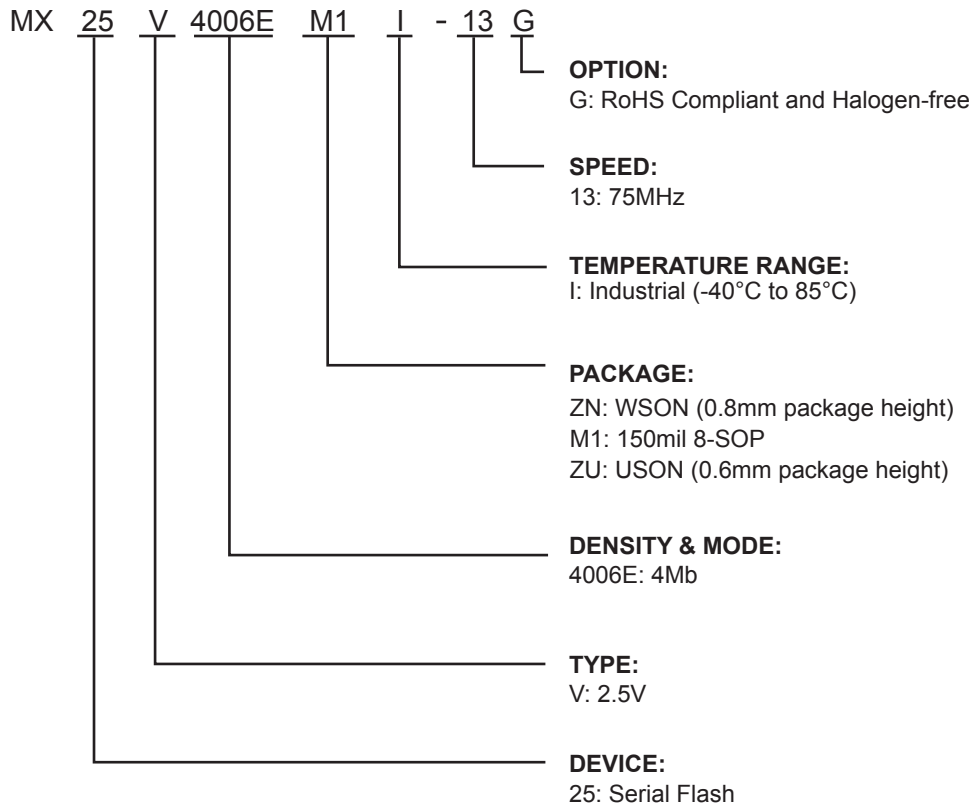 MX 25 V 4006E M1 I - 13 G
OPTION:
G: RoHS Compliant and Halogen-free
SPEED:
13: 75MHz
TEMPERATURE RANGE:
I: Industrial (-40°C to 85°C)
PACKAGE:
ZN: WSON (0.8mm package height)
M1: 150mil 8-SOP
ZU: USON (0.6mm package height)
DENSITY & MODE:
4006E: 4Mb
TYPE:
V: 2.5V
DEVICE:
25: Serial Flash